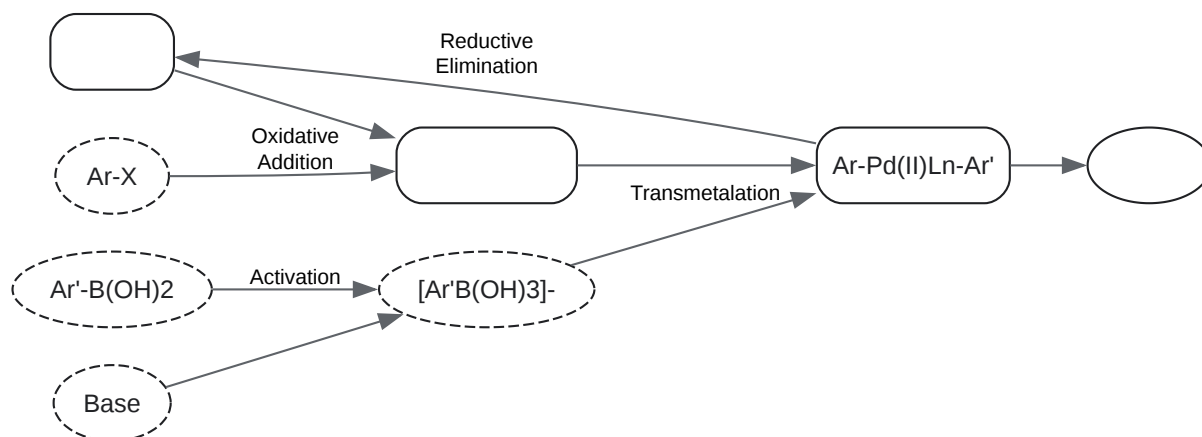 Reductive
Elimination
Oxidative
Addition
Ar-X
Ar-Pd(II)Ln-Ar'
Transmetalation
Ar'-B(OH)2
Activation
[Ar'B(OH)3]-
Base